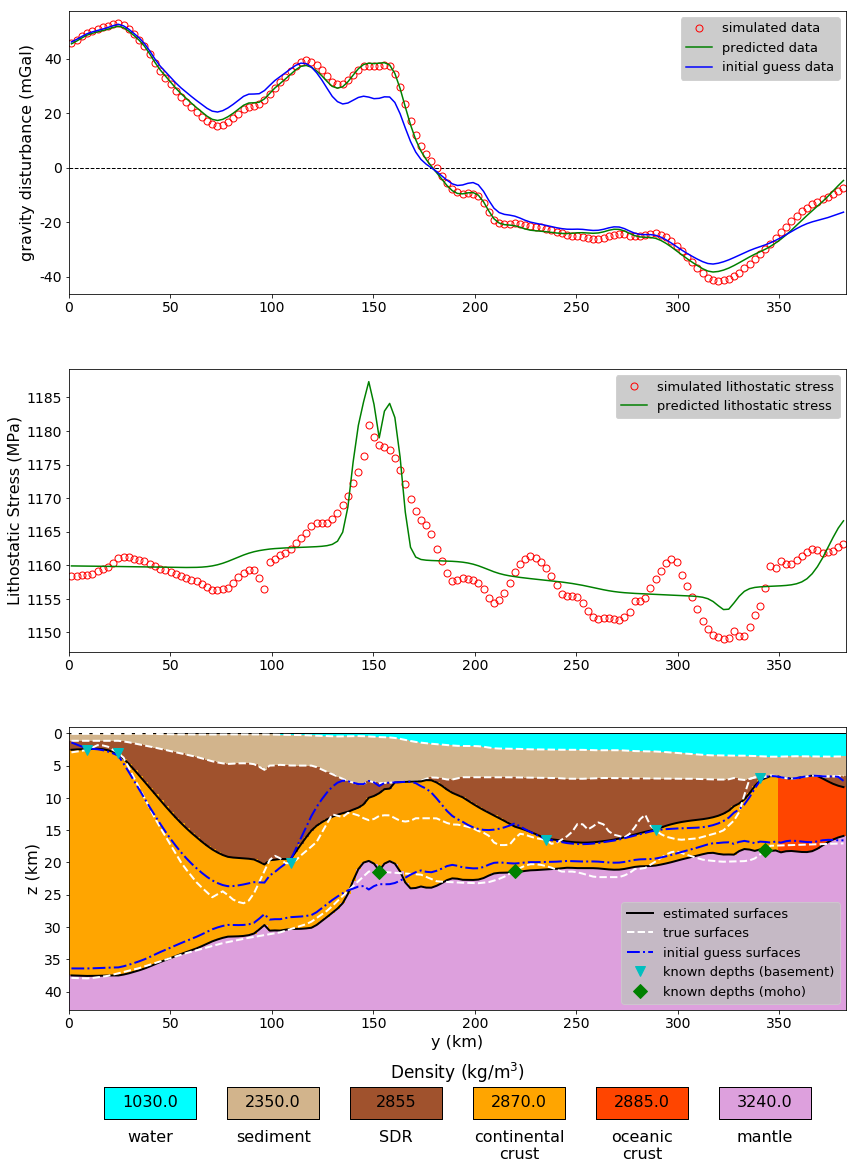 simulated data
predicted data
initial guess data
gravity disturbance (mGal)
40
20
0
-20
-40
0 50 100 150 200 250 300 350
simulated lithostatic stress
predicted lithostatic stress
Lithostatic Stress (MPa)
1185
1180
1175
1170
1165
1160
1155
1150
0 50 100 150 200 250 300 350
z (km)
0
5
10
15
20
25
30
35
40
estimated surfaces
true surfaces
initial guess surfaces
known depths (basement)
known depths (moho)
0 50 100 150 200 250 300 350
y (km)
Density (kg/m³)
1030.0 2350.0 2855 2870.0 2885.0 3240.0
water sediment SDR continental oceanic mantle
crust crust